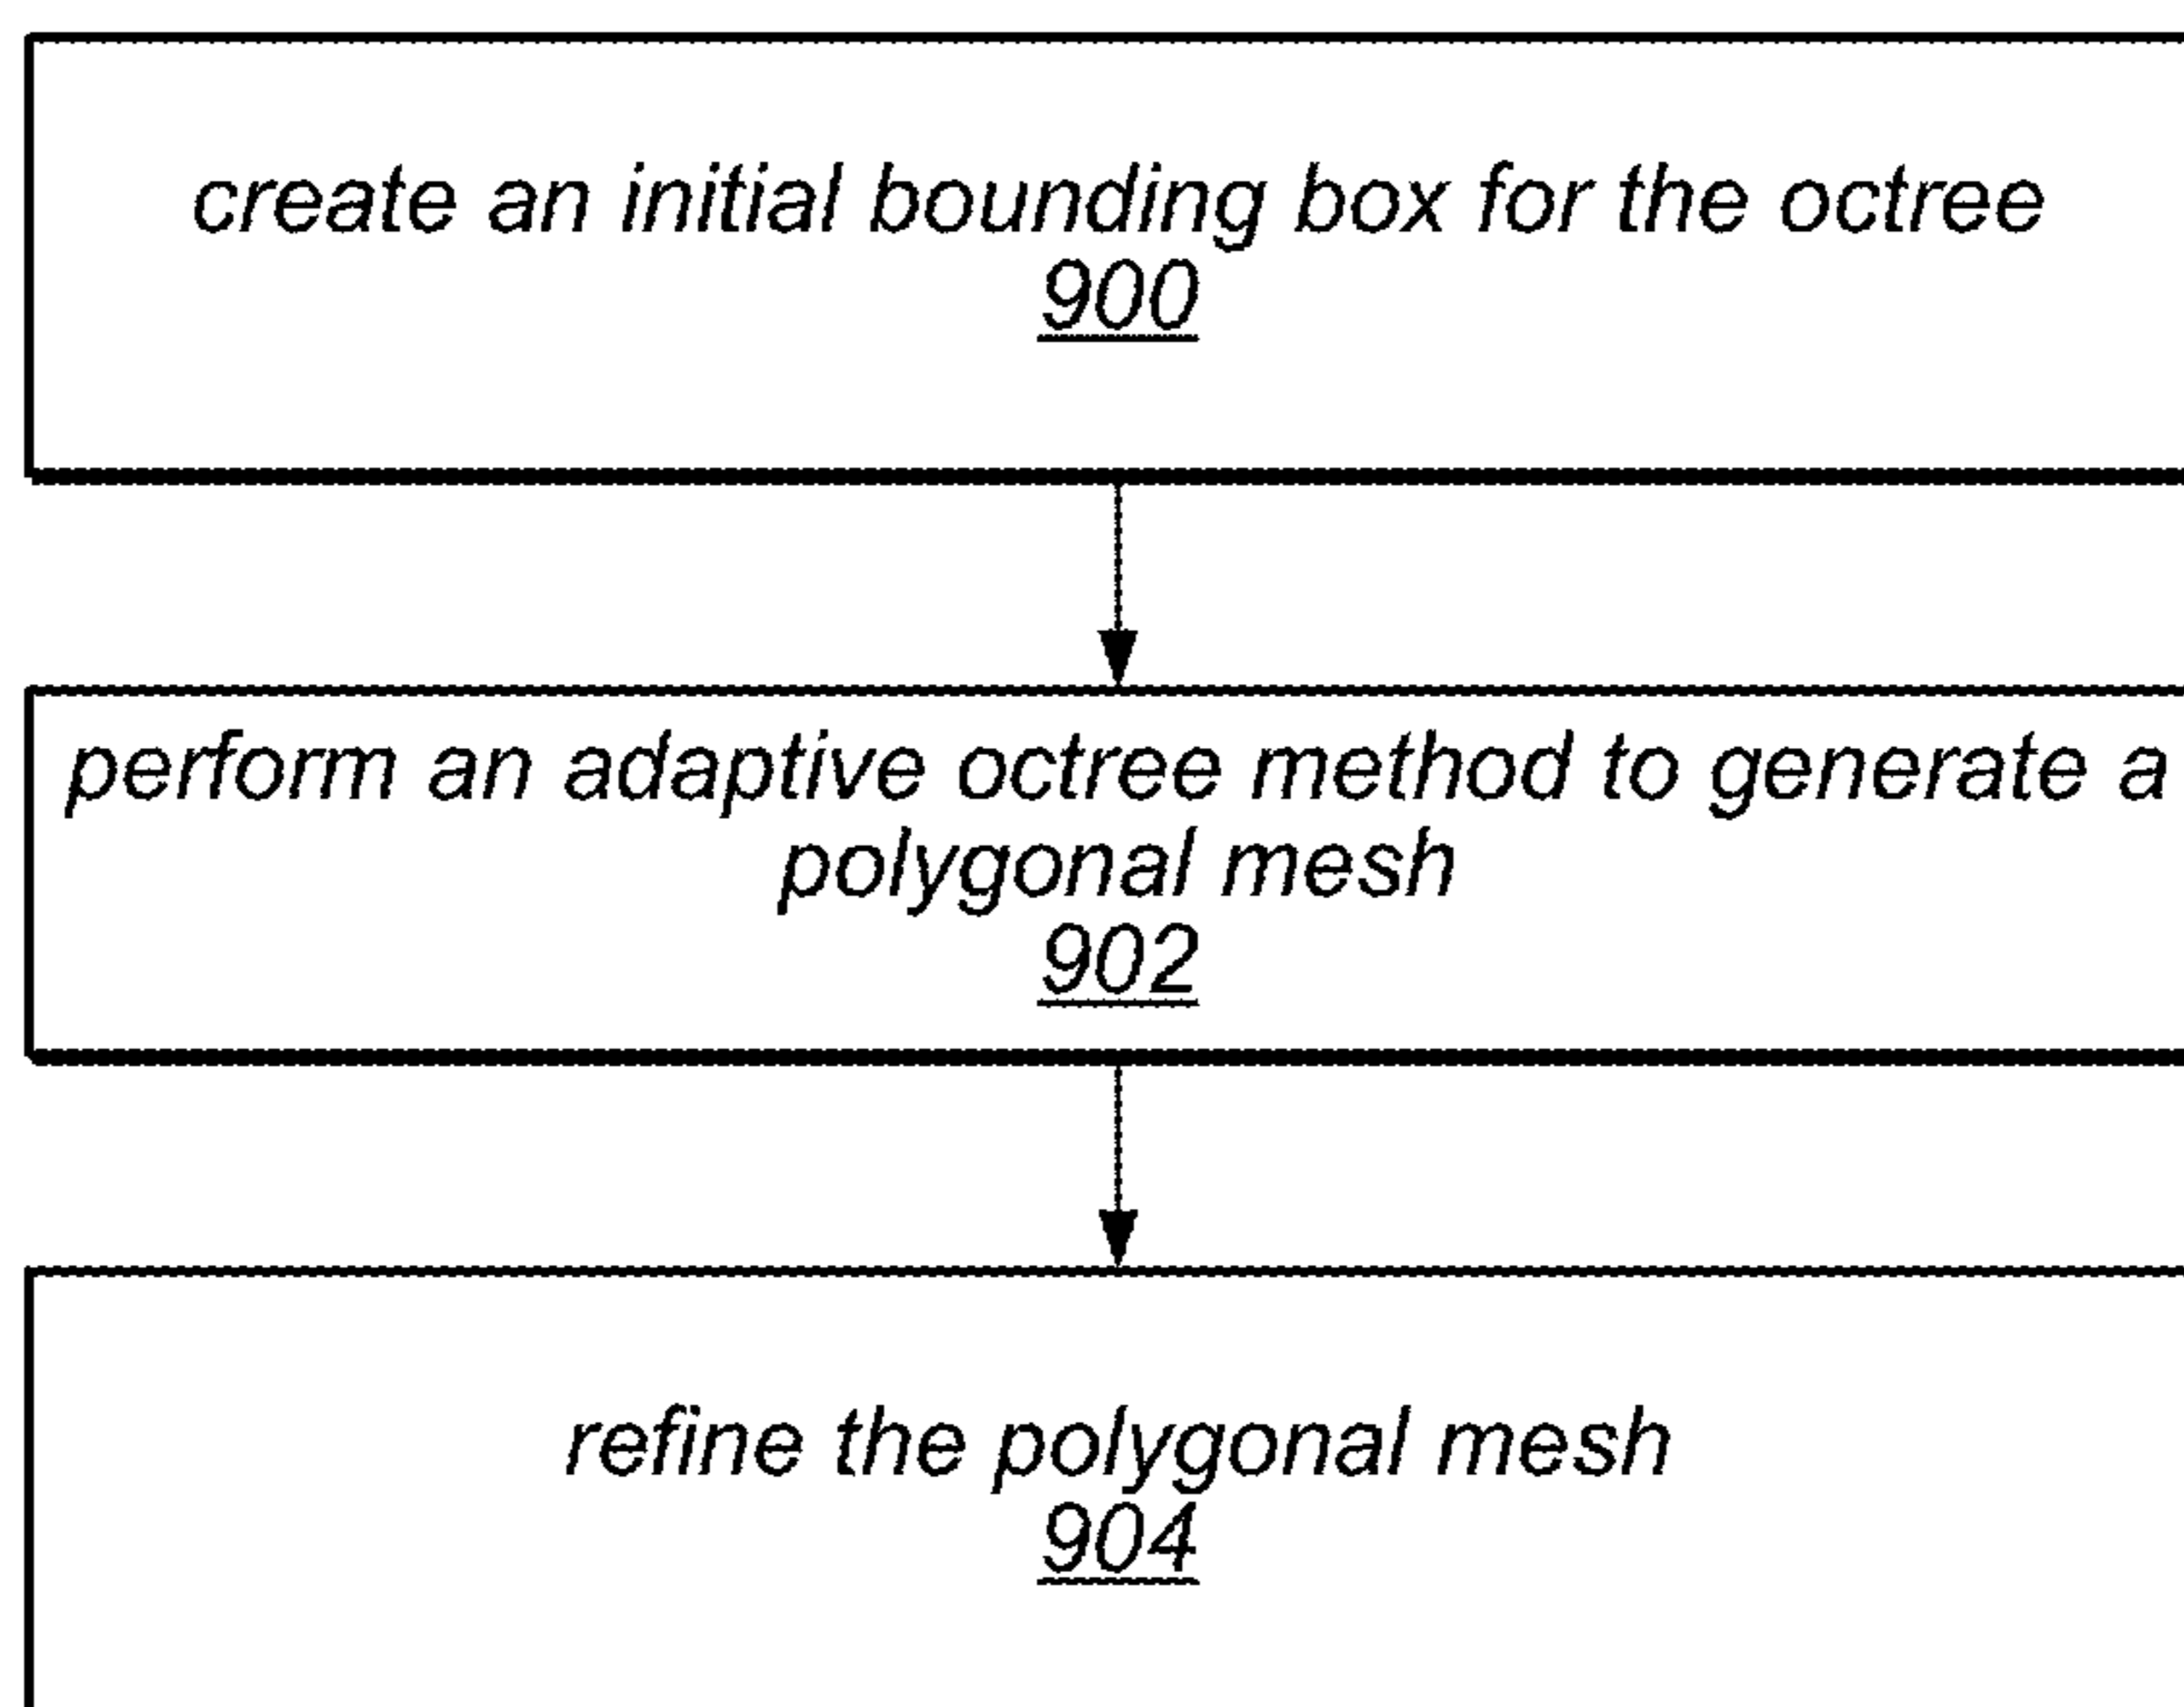 create an initial bounding box for the octree
900
perform an adaptive octree method to generate a
polygonal mesh
902
refine the polygonal mesh
904